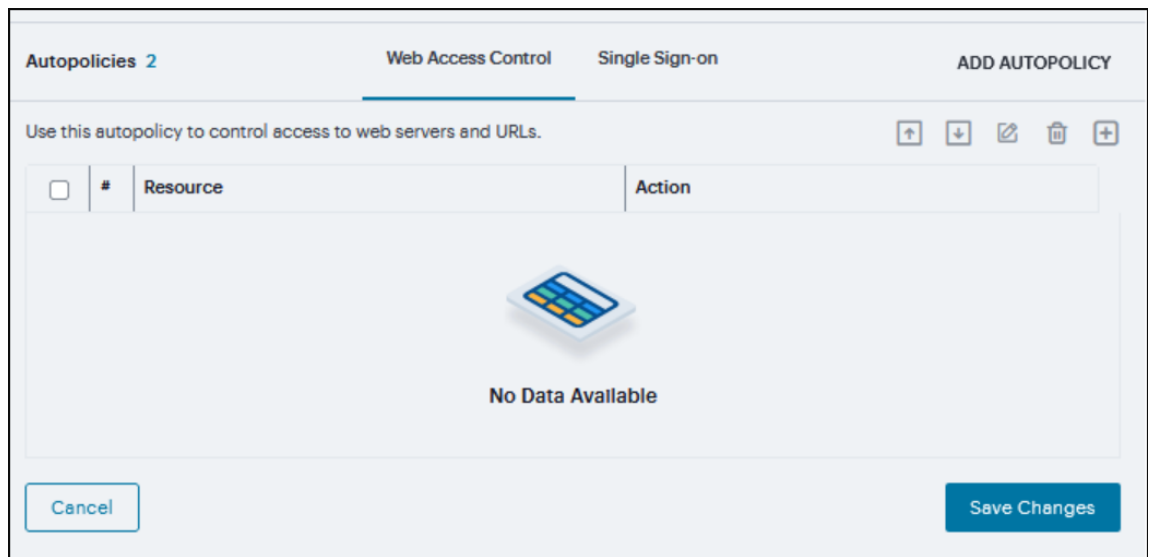 Autopolicies 2 Web Access Control Single Sign-on ADD AUTOPOLICY
Use this autopolicy to control access to web servers and URLs.
# Resource Action
No Data Available
Cancel Save Changes